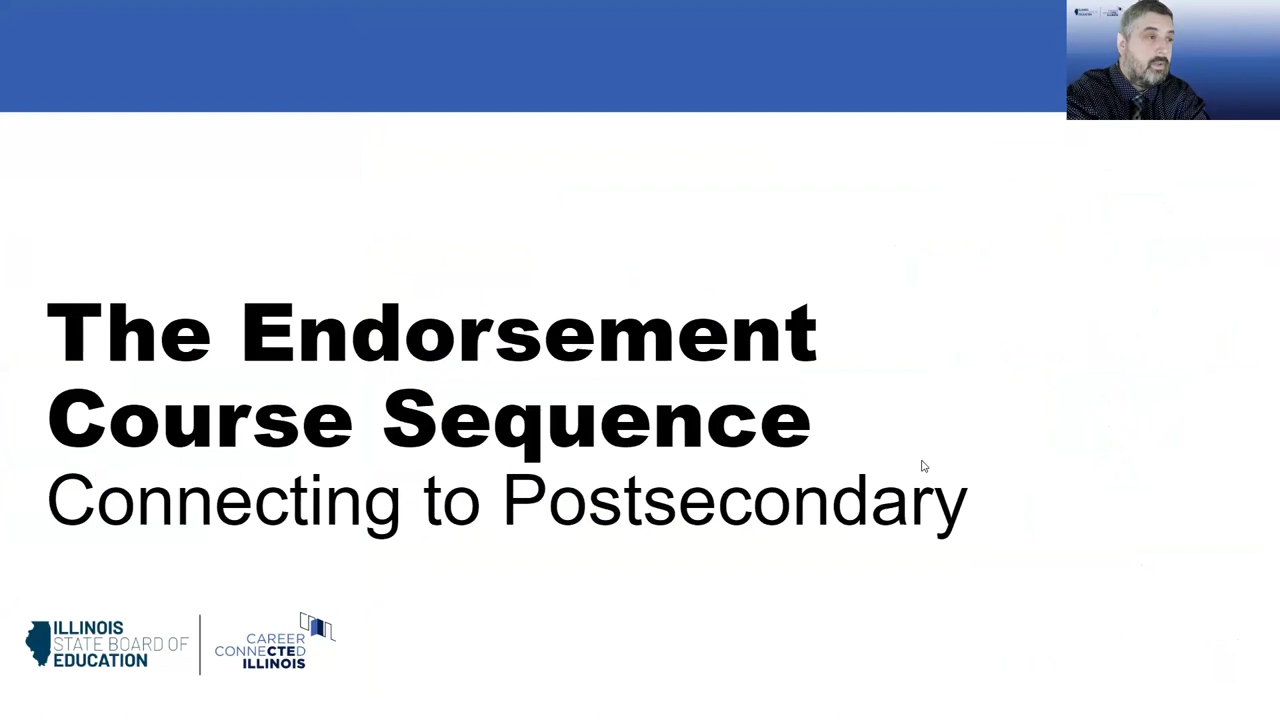 The Endorsement
Course Sequence
Connecting to Postsecondary
ILLINOIS
STATE BOARD OF
EDUCATION
CAREER
CONNECTED
ILLINOIS